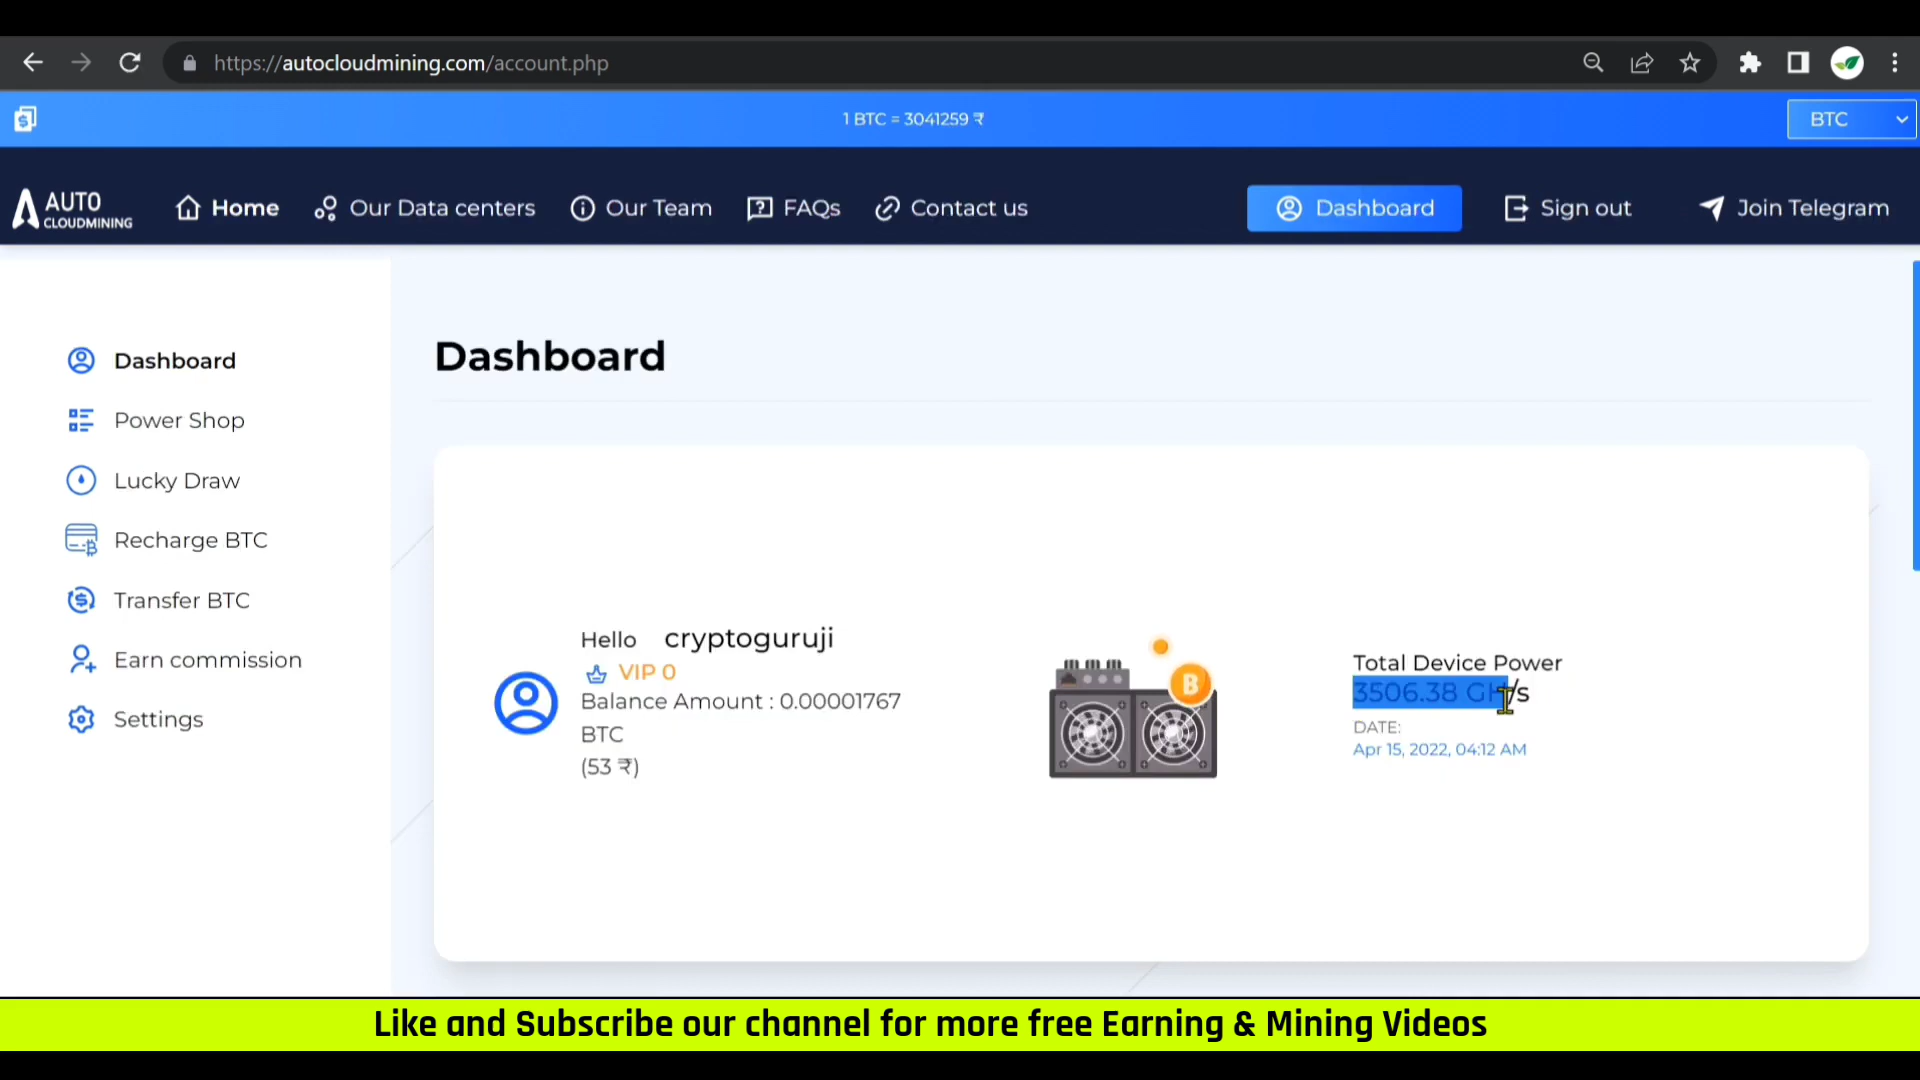 https://autocloudmining.com/account.php
1 BTC = 3041259 ₹
BTC
AUTO
CLOUDMINING
Home
Our Data centers
Our Team
FAQs
Contact us
Dashboard
Sign out
Join Telegram
Dashboard
Power Shop
Lucky Draw
Recharge BTC
Transfer BTC
Earn commission
Settings
Dashboard
Hello cryptoguruji
VIP 0
Balance Amount : 0.00001767
BTC
(53 ₹)
Total Device Power
3506.38 GH/s
DATE:
Apr 15, 2022, 04:12 AM
Like and Subscribe our channel for more free Earning & Mining Videos